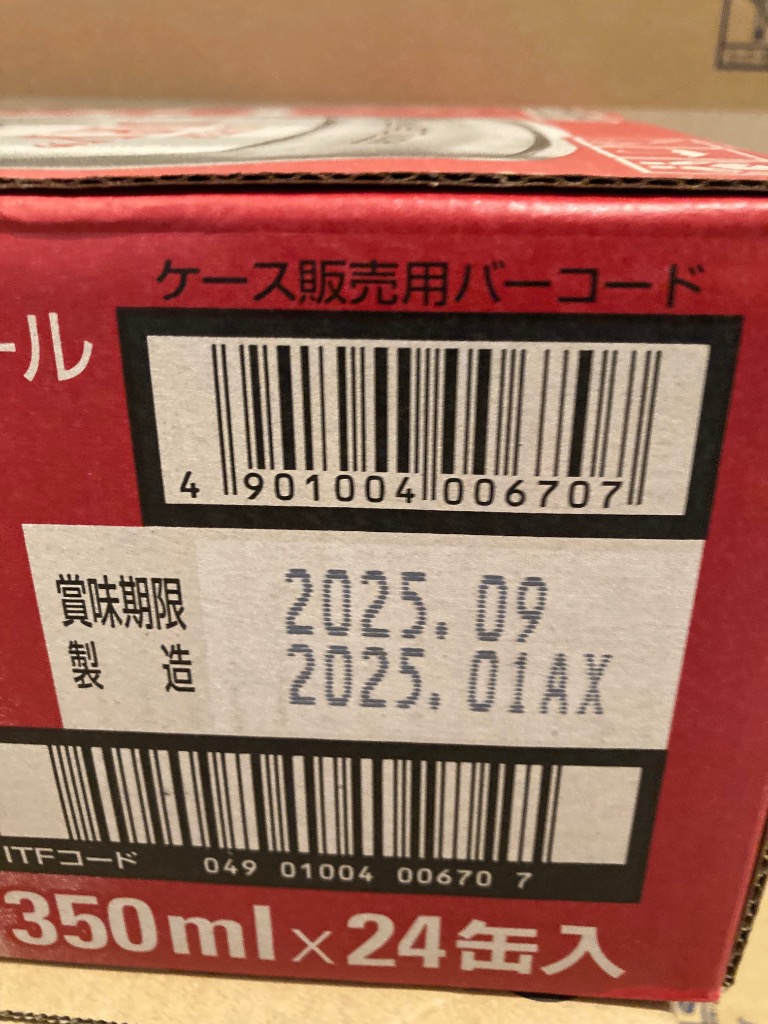 ケース販売用バーコード
ール
4 901004 006707
賞味期限 2025.09
製造 2025.01AX
ITFコード 049 01004 00670 7
350ml×24缶入